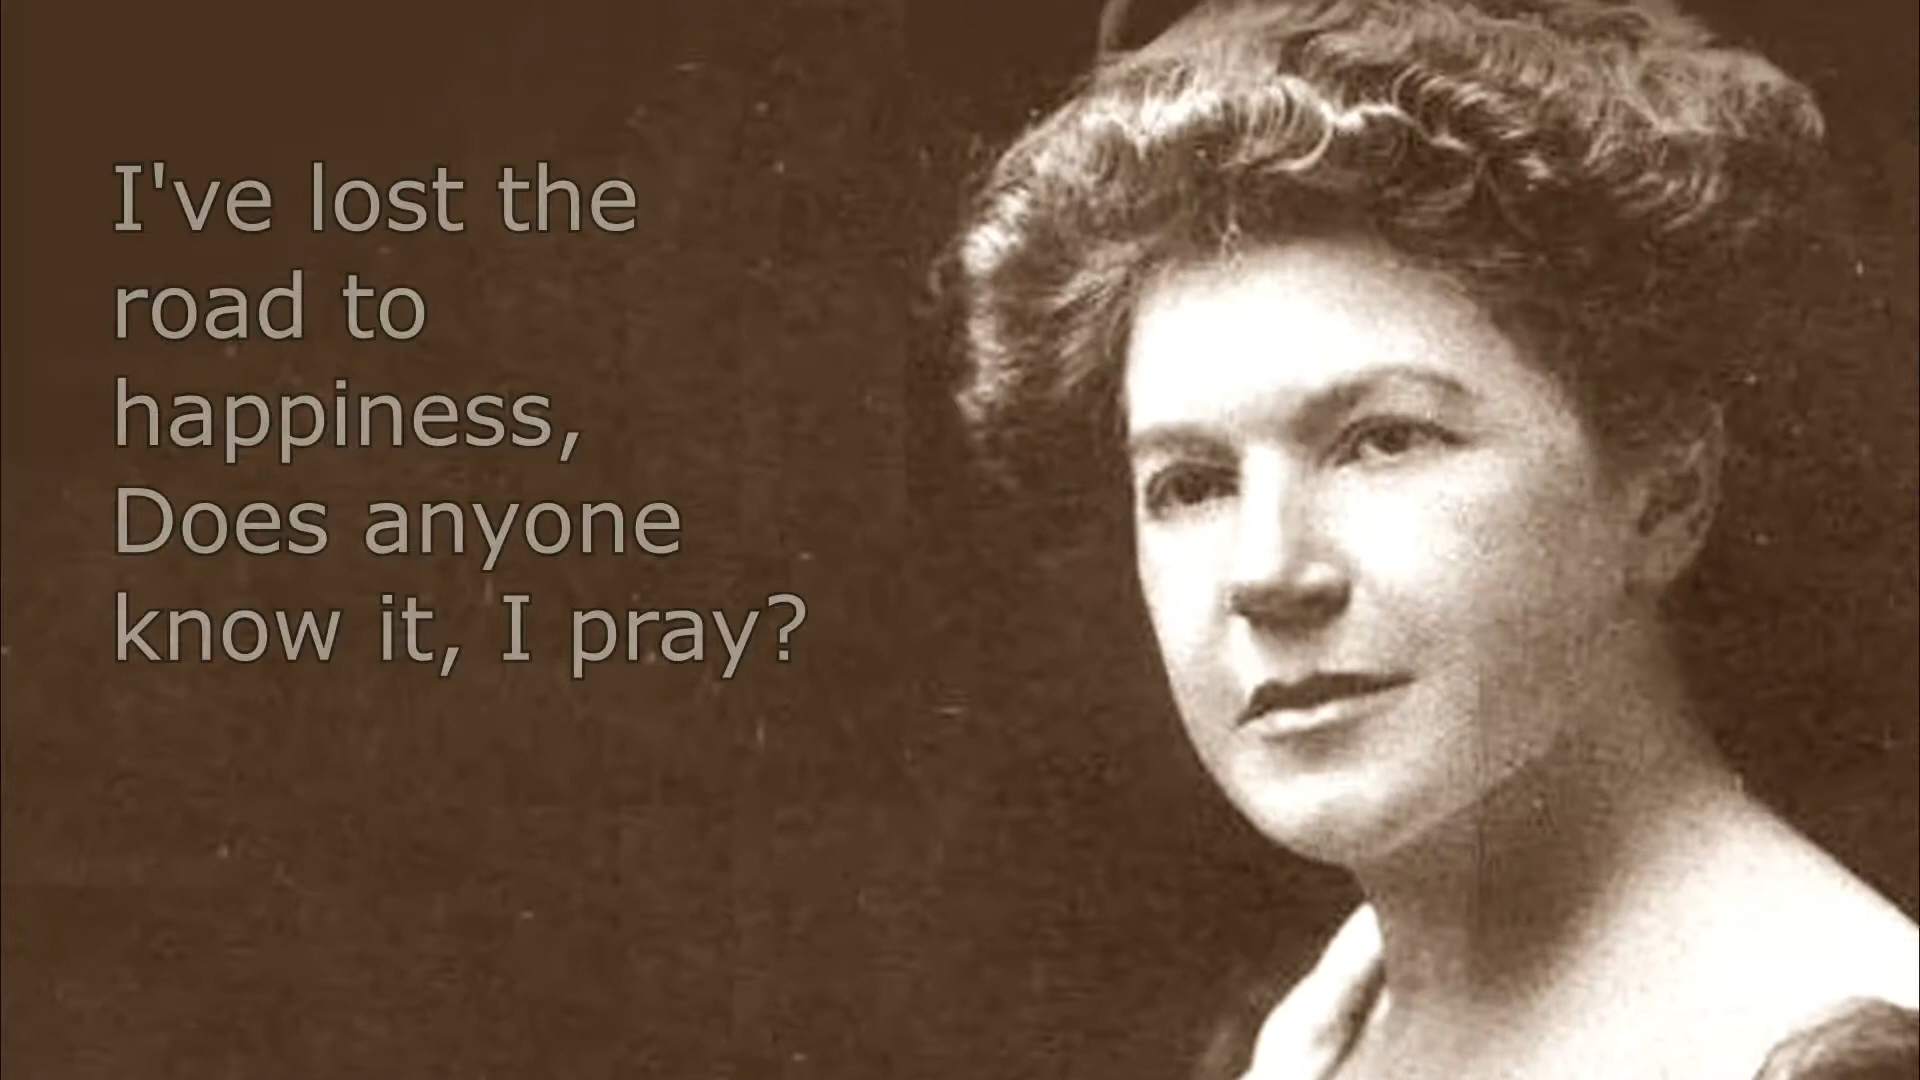 I've lost the
road to
happiness,
Does anyone
know it, I pray?